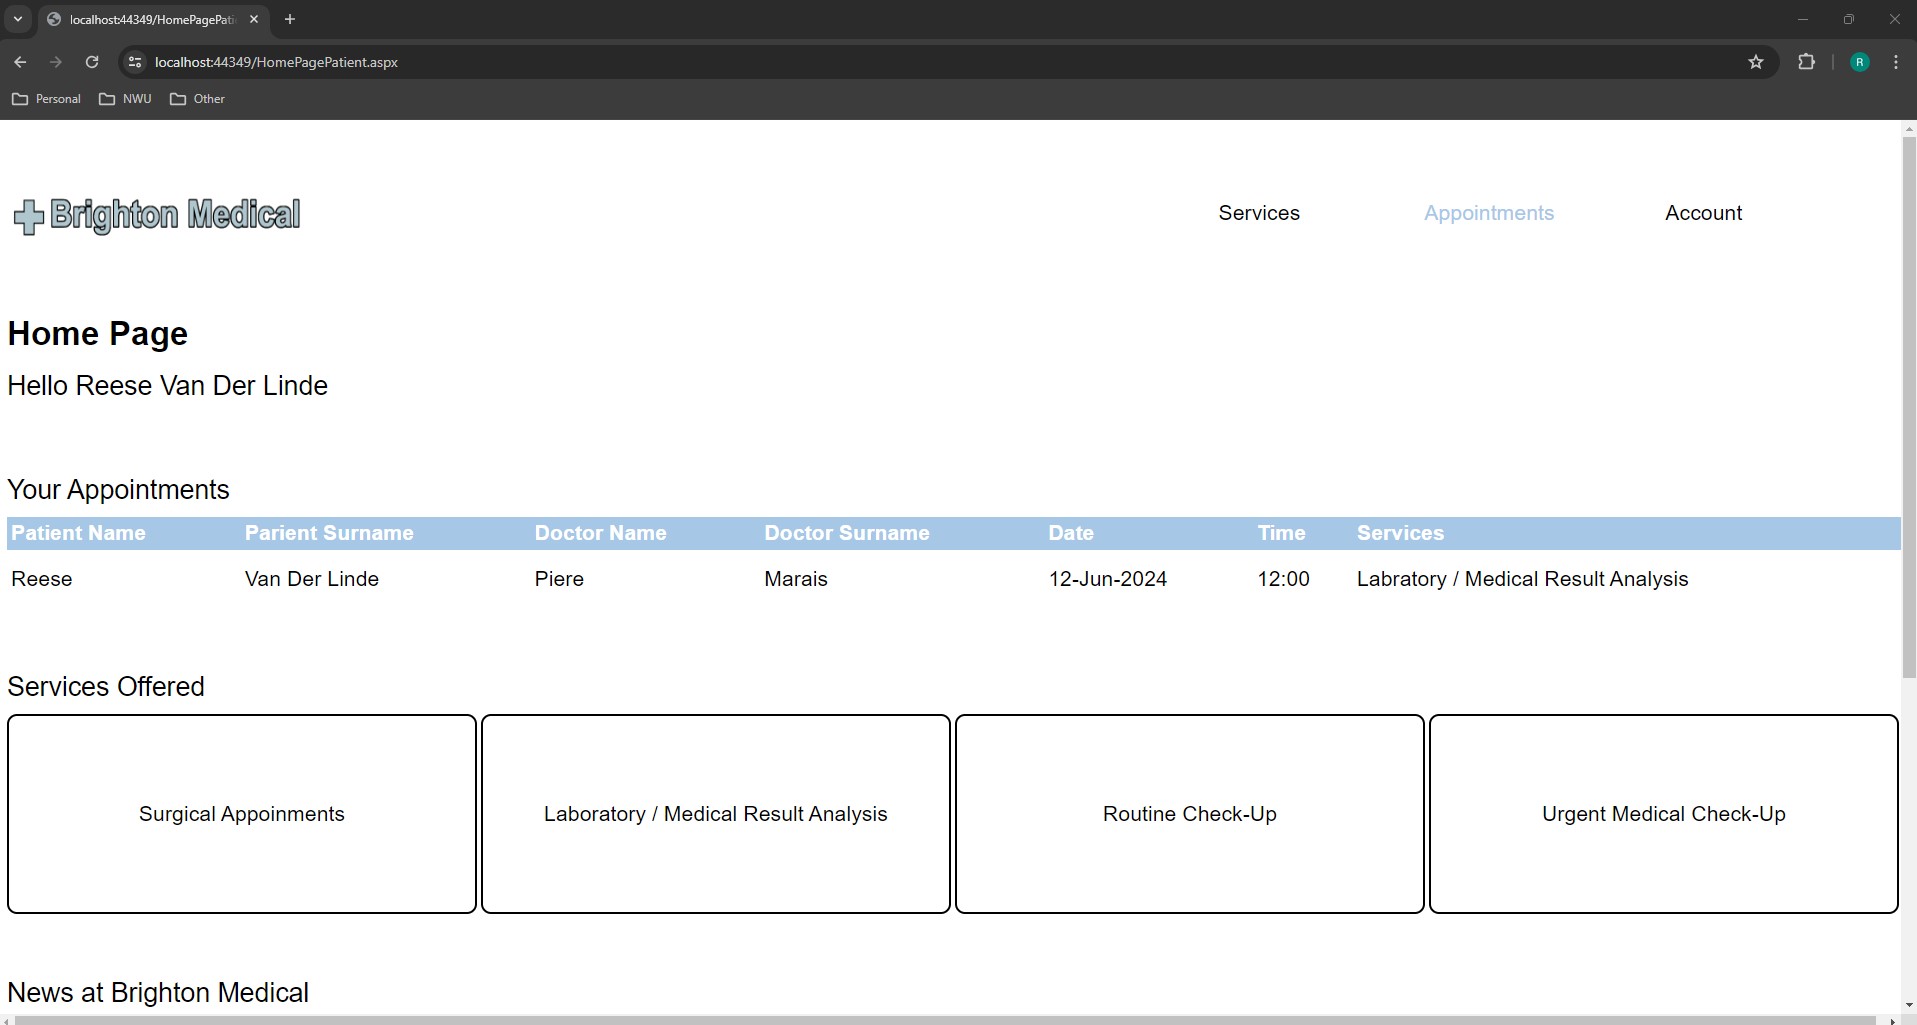 localhost:44349/HomePagePati
localhost:44349/HomePagePatient.aspx
R
Personal NWU Other
Brighton Medical
Services Appointments Account
Home Page
Hello Reese Van Der Linde
Your Appointments
Patient Name Parient Surname Doctor Name Doctor Surname Date Time Services
Reese Van Der Linde Piere Marais 12-Jun-2024 12:00 Labratory / Medical Result Analysis
Services Offered
Surgical Appoinments Laboratory / Medical Result Analysis Routine Check-Up Urgent Medical Check-Up
News at Brighton Medical